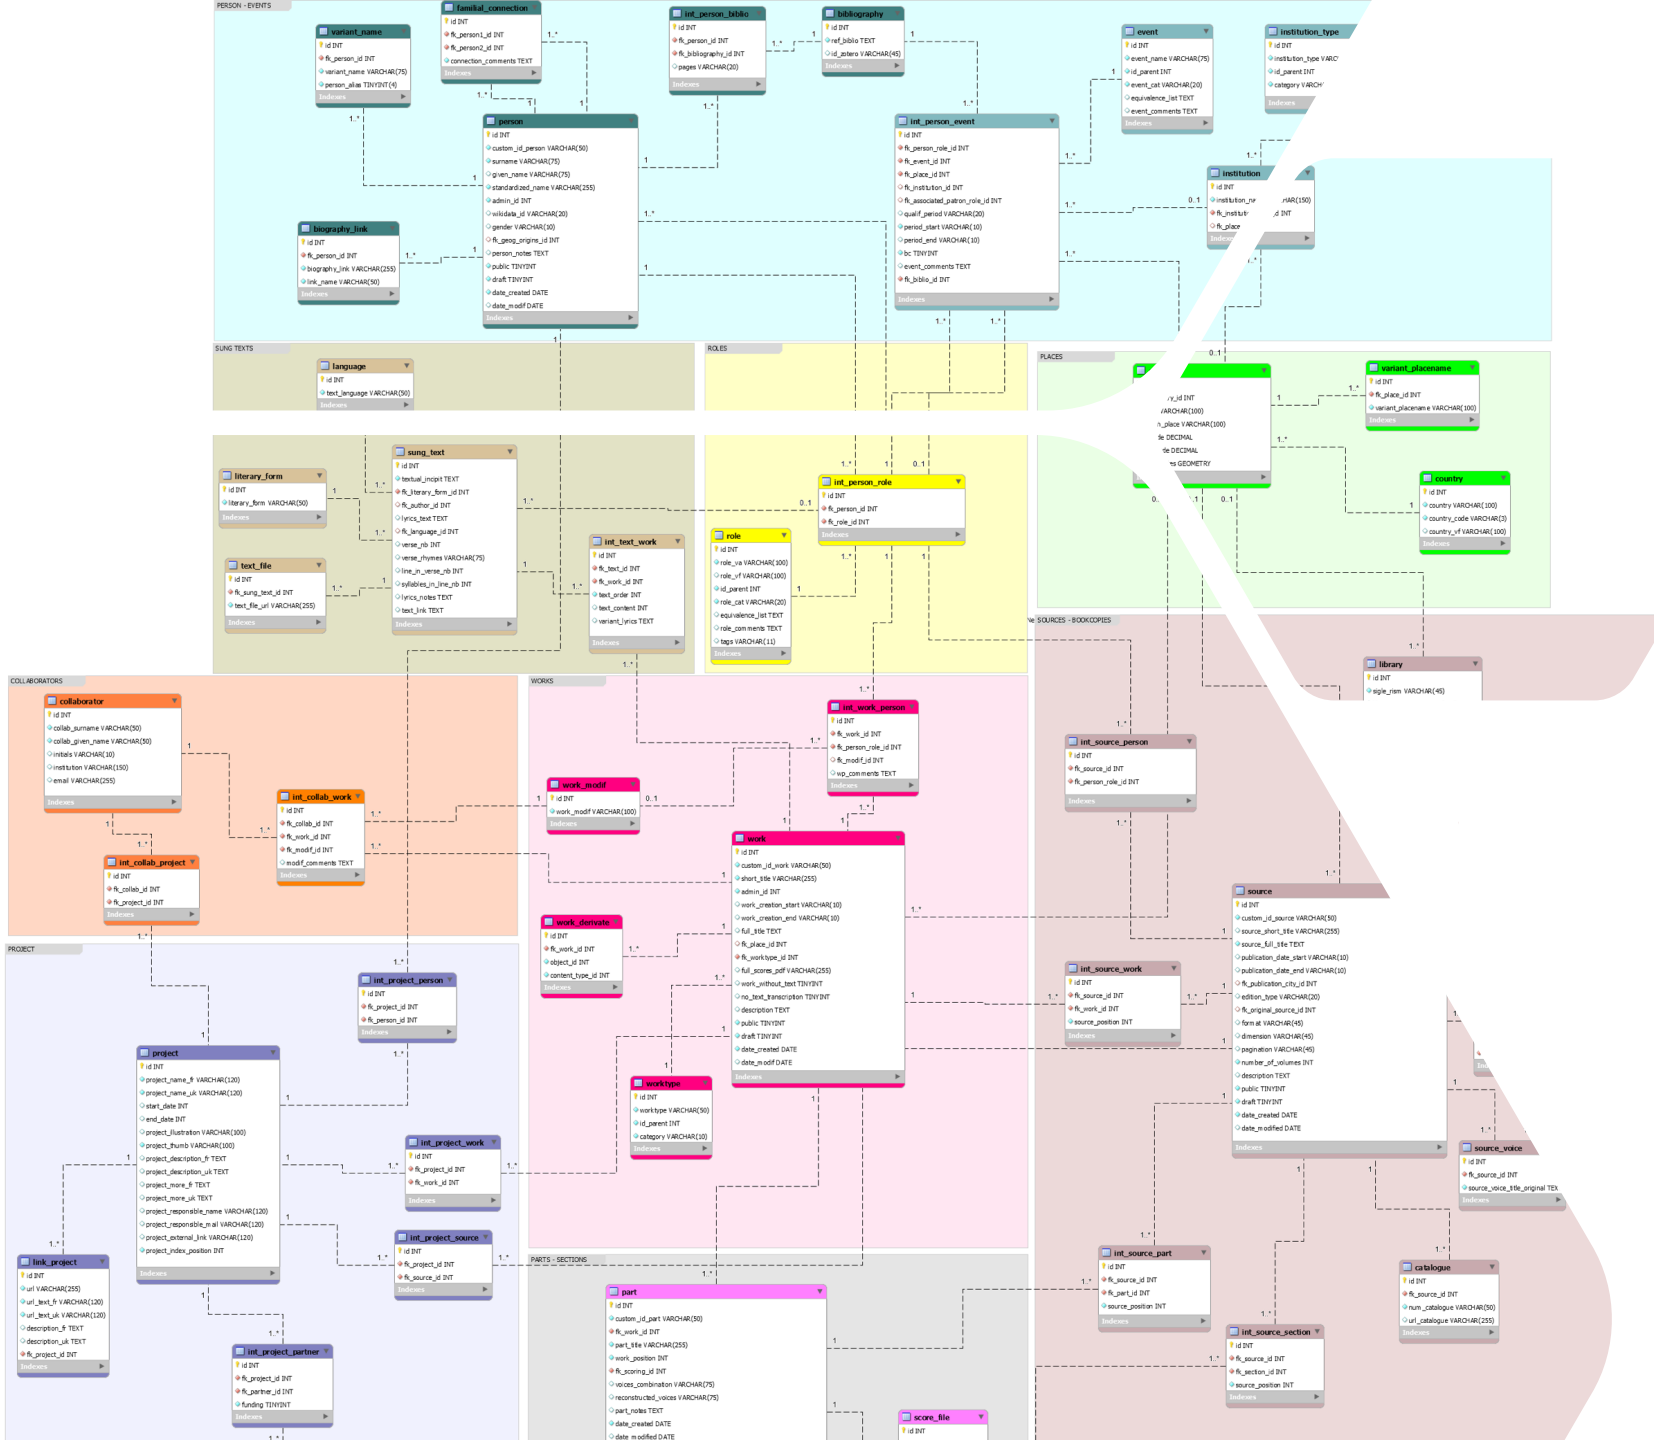 PERSON - EVENTS
variant_name
id INT
fk_person_id INT
variant_name VARCHAR(75)
person_alias TINYINT(4)
Indexes
familial_connection
id INT
fk_person1_id INT
fk_person2_id INT
connection_comments TEXT
Indexes
int_person_biblio
id INT
fk_person_id INT
fk_bibliography_id INT
pages VARCHAR(20)
Indexes
bibliography
id INT
ref_biblio TEXT
id_zotero VARCHAR(45)
Indexes
event
id INT
event_name VARCHAR(75)
id_parent INT
event_cat VARCHAR(20)
equivalence_list TEXT
event_comments TEXT
Indexes
institution_type
id INT
institution_type
id_parent INT
category
Indexes
person
id INT
custom_id_person VARCHAR(50)
surname VARCHAR(75)
given_name VARCHAR(75)
standardized_name VARCHAR(255)
admin_id INT
wikidata_id VARCHAR(20)
gender VARCHAR(10)
fk_geog_origins_id INT
person_notes TEXT
public TINYINT
draft TINYINT
date_created DATE
date_modif DATE
Indexes
int_person_event
id INT
fk_person_role_id INT
fk_event_id INT
fk_place_id INT
fk_institution_id INT
fk_associated_patron_role_id INT
qualif_period VARCHAR(20)
period_start VARCHAR(10)
period_end VARCHAR(10)
bc TINYINT
event_comments TEXT
fk_biblio_id INT
Indexes
institution
id INT
fk_place
Indexes
biography_link
id INT
fk_person_id INT
biography_link VARCHAR(255)
link_name VARCHAR(50)
Indexes
SUNG TEXTS
language
id INT
text_language VARCHAR(50)
Indexes
literary_form
id INT
literary_form VARCHAR(50)
Indexes
text_file
id INT
fk_sung_text_id INT
text_file_url VARCHAR(255)
Indexes
sung_text
id INT
textual_incipit TEXT
fk_literary_form_id INT
fk_author_id INT
lyrics_text TEXT
fk_language_id INT
verse_nb INT
verse_rhymes VARCHAR(75)
line_in_verse_nb INT
syllables_in_line_nb INT
lyrics_notes TEXT
text_link TEXT
Indexes
int_text_work
id INT
fk_text_id INT
fk_work_id INT
text_order INT
text_content INT
variant_lyrics TEXT
Indexes
ROLES
int_person_role
id INT
fk_person_id INT
fk_role_id INT
Indexes
role
id INT
role_va VARCHAR(100)
role_vf VARCHAR(100)
id_parent INT
role_cat VARCHAR(20)
equivalence_list TEXT
role_comments TEXT
tags VARCHAR(11)
Indexes
PLACES
DECIMAL
DECIMAL
GEOMETRY
variant_placename
id INT
fk_place_id INT
variant_placename VARCHAR(100)
Indexes
country
id INT
country VARCHAR(100)
country_code VARCHAR(3)
country_vf VARCHAR(100)
Indexes
COLLABORATORS
collaborator
id INT
collab_surname VARCHAR(50)
collab_given_name VARCHAR(50)
initials VARCHAR(10)
institution VARCHAR(150)
email VARCHAR(255)
Indexes
int_collab_work
id INT
fk_collab_id INT
fk_work_id INT
fk_modif_id INT
modif_comments TEXT
Indexes
int_collab_project
id INT
fk_collab_id INT
fk_project_id INT
Indexes
WORKS
int_work_person
id INT
fk_work_id INT
fk_person_role_id INT
fk_modif_id INT
wp_comments TEXT
Indexes
work_modif
id INT
work_modif VARCHAR(100)
Indexes
work
id INT
custom_id_work VARCHAR(50)
short_title VARCHAR(255)
admin_id INT
work_creation_start VARCHAR(10)
work_creation_end VARCHAR(10)
full_title TEXT
fk_place_id INT
fk_worktype_id INT
full_scores_pdf VARCHAR(255)
work_without_text TINYINT
no_text_transcription TINYINT
description TEXT
public TINYINT
draft TINYINT
date_created DATE
date_modif DATE
Indexes
work_derivate
id INT
fk_work_id INT
object_id INT
content_type_id INT
Indexes
worktype
id INT
worktype VARCHAR(50)
id_parent INT
category VARCHAR(10)
Indexes
SOURCES - BOOKCOPIES
library
id INT
sigle_rism VARCHAR(45)
int_source_person
id INT
fk_source_id INT
fk_person_role_id INT
Indexes
source
id INT
custom_id_source VARCHAR(50)
source_short_title VARCHAR(255)
source_full_title TEXT
publication_date_start VARCHAR(10)
publication_date_end VARCHAR(10)
fk_publication_city_id INT
edition_type VARCHAR(20)
fk_original_source_id INT
format VARCHAR(45)
dimension VARCHAR(45)
pagination VARCHAR(45)
number_of_volumes INT
description TEXT
public TINYINT
draft TINYINT
date_created DATE
date_modified DATE
Indexes
int_source_work
id INT
fk_source_id INT
fk_work_id INT
source_position INT
Indexes
source_voice
id INT
fk_source_id INT
source_voice_title_original
Indexes
int_source_part
id INT
fk_source_id INT
fk_part_id INT
source_position INT
Indexes
catalogue
id INT
fk_source_id INT
num_catalogue VARCHAR(50)
url_catalogue VARCHAR(255)
Indexes
int_source_section
id INT
fk_source_id INT
fk_section_id INT
source_position INT
Indexes
PROJECT
int_project_person
id INT
fk_project_id INT
fk_person_id INT
Indexes
project
id INT
project_name_fr VARCHAR(120)
project_name_uk VARCHAR(120)
start_date INT
end_date INT
project_illustration VARCHAR(100)
project_thumb VARCHAR(100)
project_description_fr TEXT
project_description_uk TEXT
project_more_fr TEXT
project_more_uk TEXT
project_responsible_name VARCHAR(120)
project_responsible_mail VARCHAR(120)
project_external_link VARCHAR(120)
project_index_position INT
Indexes
int_project_work
id INT
fk_project_id INT
fk_work_id INT
Indexes
int_project_source
id INT
fk_project_id INT
fk_source_id INT
Indexes
link_project
id INT
url VARCHAR(255)
url_text_fr VARCHAR(120)
url_text_uk VARCHAR(120)
description_fr TEXT
description_uk TEXT
fk_project_id INT
Indexes
int_project_partner
id INT
fk_project_id INT
fk_partner_id INT
funding TINYINT
Indexes
PARTS - SECTIONS
part
id INT
custom_id_part VARCHAR(50)
fk_work_id INT
part_title VARCHAR(255)
work_position INT
fk_scoring_id INT
voices_combination VARCHAR(75)
reconstructed_voices VARCHAR(75)
part_notes TEXT
date_created DATE
date_modified DATE
score_file
id INT